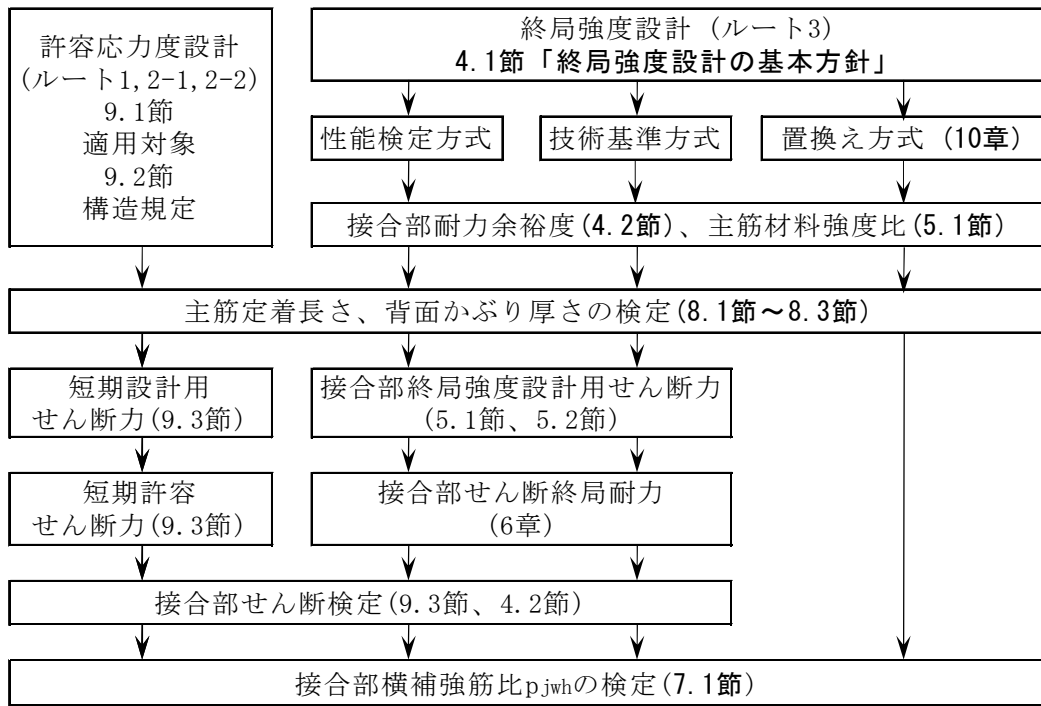 許容応力度設計
(ルート1,2-1,2-2)
9.1節
適用対象
9.2節
構造規定
終局強度設計 (ルート3)
4.1節「終局強度設計の基本方針」
性能検定方式
技術基準方式
置換え方式 (10章)
接合部耐力余裕度(4.2節)、主筋材料強度比(5.1節)
主筋定着長さ、背面かぶり厚さの検定(8.1節～8.3節)
短期設計用
せん断力(9.3節)
接合部終局強度設計用せん断力
(5.1節、5.2節)
短期許容
せん断力(9.3節)
接合部せん断終局耐力
(6章)
接合部せん断検定(9.3節、4.2節)
接合部横補強筋比pjwhの検定(7.1節)